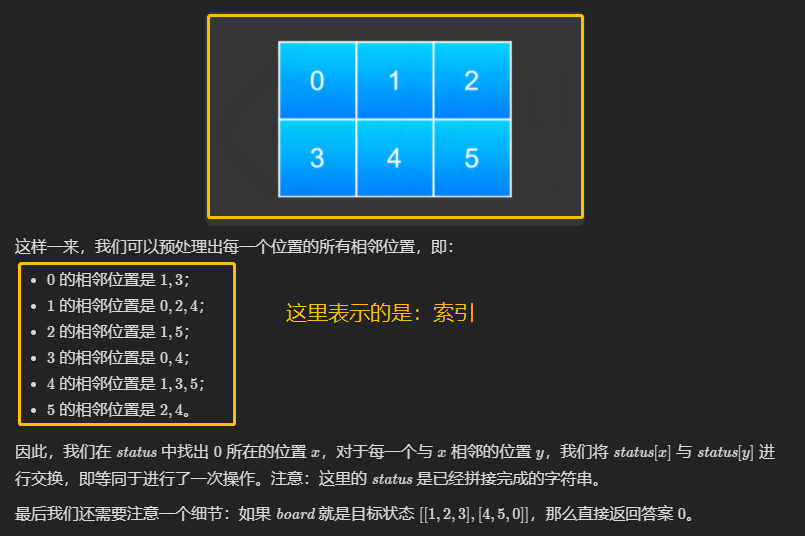 0 1 2
3 4 5
这样一来，我们可以预处理出每一个位置的所有相邻位置，即：
• 0 的相邻位置是 1, 3；
• 1 的相邻位置是 0, 2, 4；
• 2 的相邻位置是 1, 5；
• 3 的相邻位置是 0, 4；
• 4 的相邻位置是 1, 3, 5；
• 5 的相邻位置是 2, 4。
这里表示的是：索引
因此，我们在 status 中找出 0 所在的位置 x，对于每一个与 x 相邻的位置 y，我们将 status[x] 与 status[y] 进
行交换，即等同于进行了一次操作。注意：这里的 status 是已经拼接完成的字符串。
最后我们还需要注意一个细节：如果 board 就是目标状态 [[1, 2, 3], [4, 5, 0]]，那么直接返回答案 0。